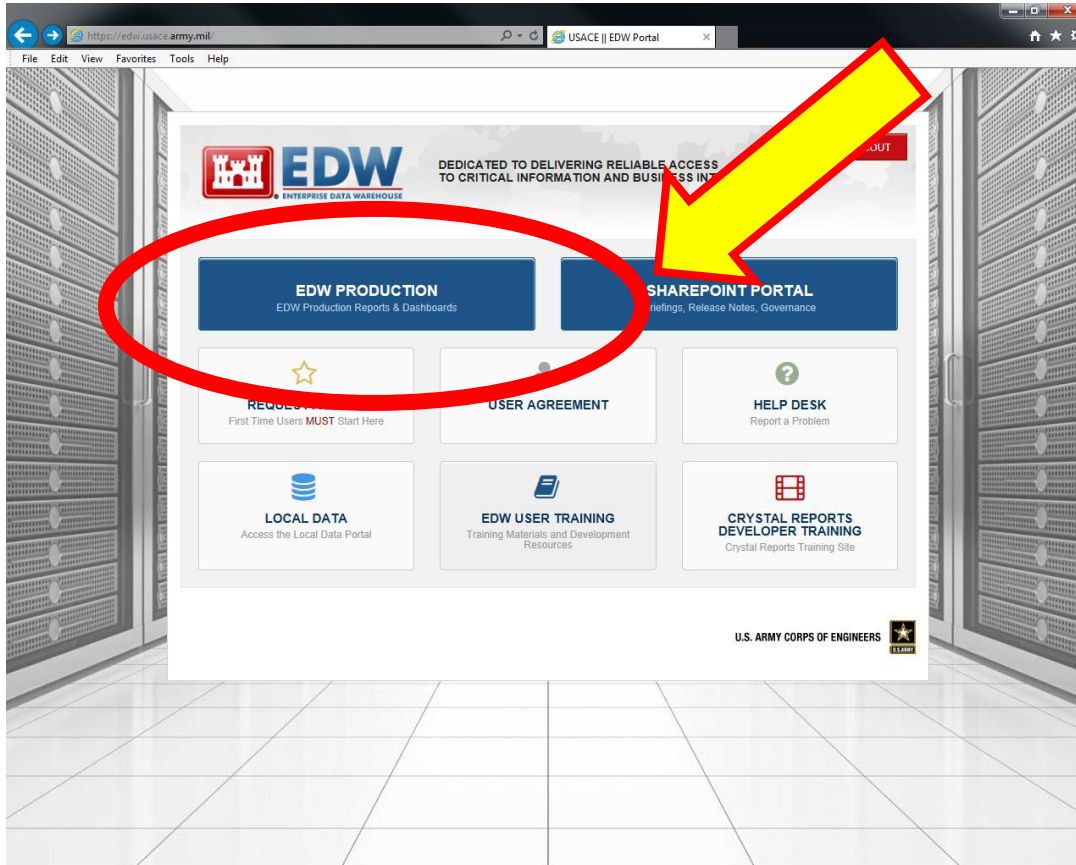 https://edw.usace.army.mil/
USACE || EDW Portal
File Edit View Favorites Tools Help
EDW
ENTERPRISE DATA WAREHOUSE
DEDICATED TO DELIVERING RELIABLE ACCESS
TO CRITICAL INFORMATION AND BUSINESS
EDW PRODUCTION
EDW Production Reports & Dashboards
SHAREPOINT PORTAL
Release Notes, Governance
First Time Users MUST Start Here
USER AGREEMENT
HELP DESK
Report a Problem
LOCAL DATA
Access the Local Data Portal
EDW USER TRAINING
Training Materials and Development
Resources
CRYSTAL REPORTS
DEVELOPER TRAINING
Crystal Reports Training Site
U.S. ARMY CORPS OF ENGINEERS
U.S. ARMY